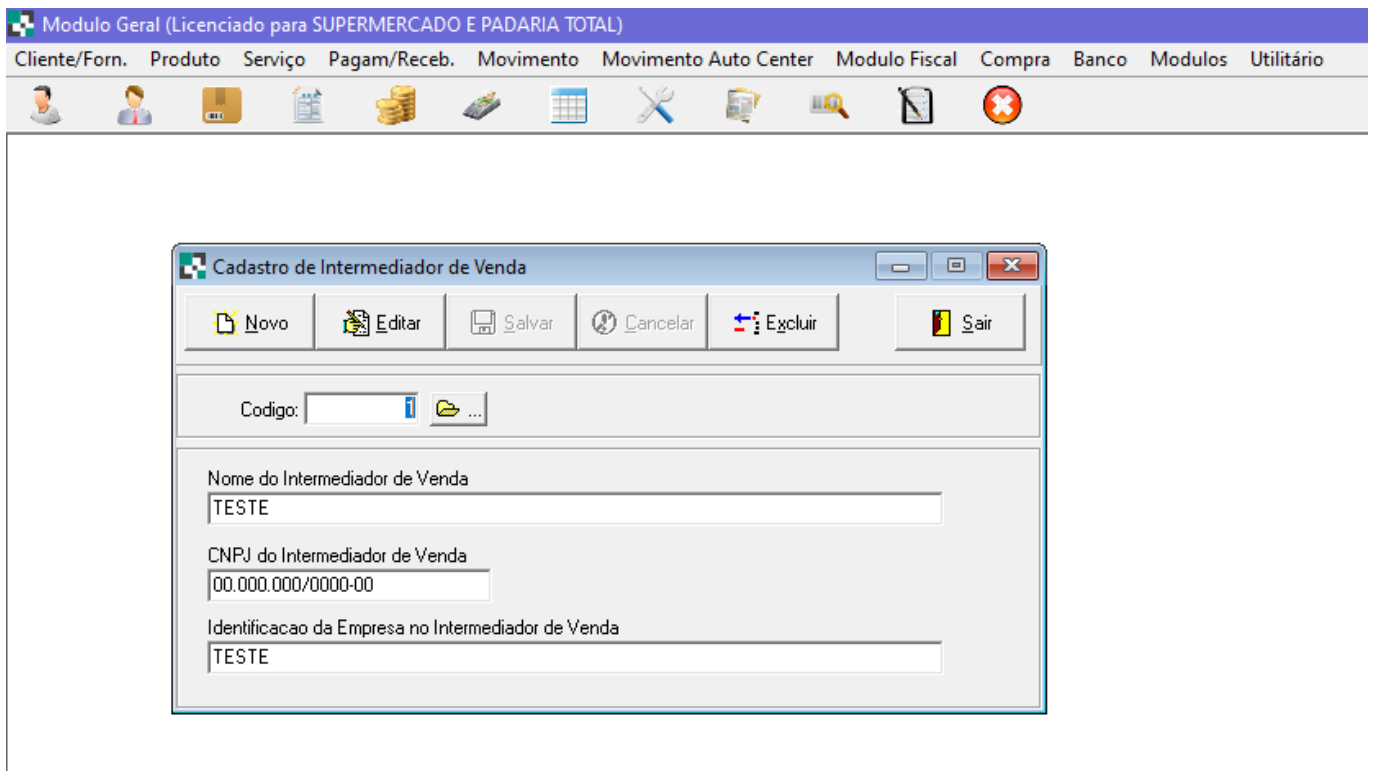 Modulo Geral (Licenciado para SUPERMERCADO E PADARIA TOTAL)
Cliente/Forn. Produto Serviço Pagam/Receb. Movimento Movimento Auto Center Modulo Fiscal Compra Banco Modulos Utilitário
Cadastro de Intermediador de Venda
Novo Editar Salvar Cancelar Excluir Sair
Codigo: 1 ...
Nome do Intermediador de Venda
TESTE
CNPJ do Intermediador de Venda
00.000.000/0000-00
Identificacao da Empresa no Intermediador de Venda
TESTE